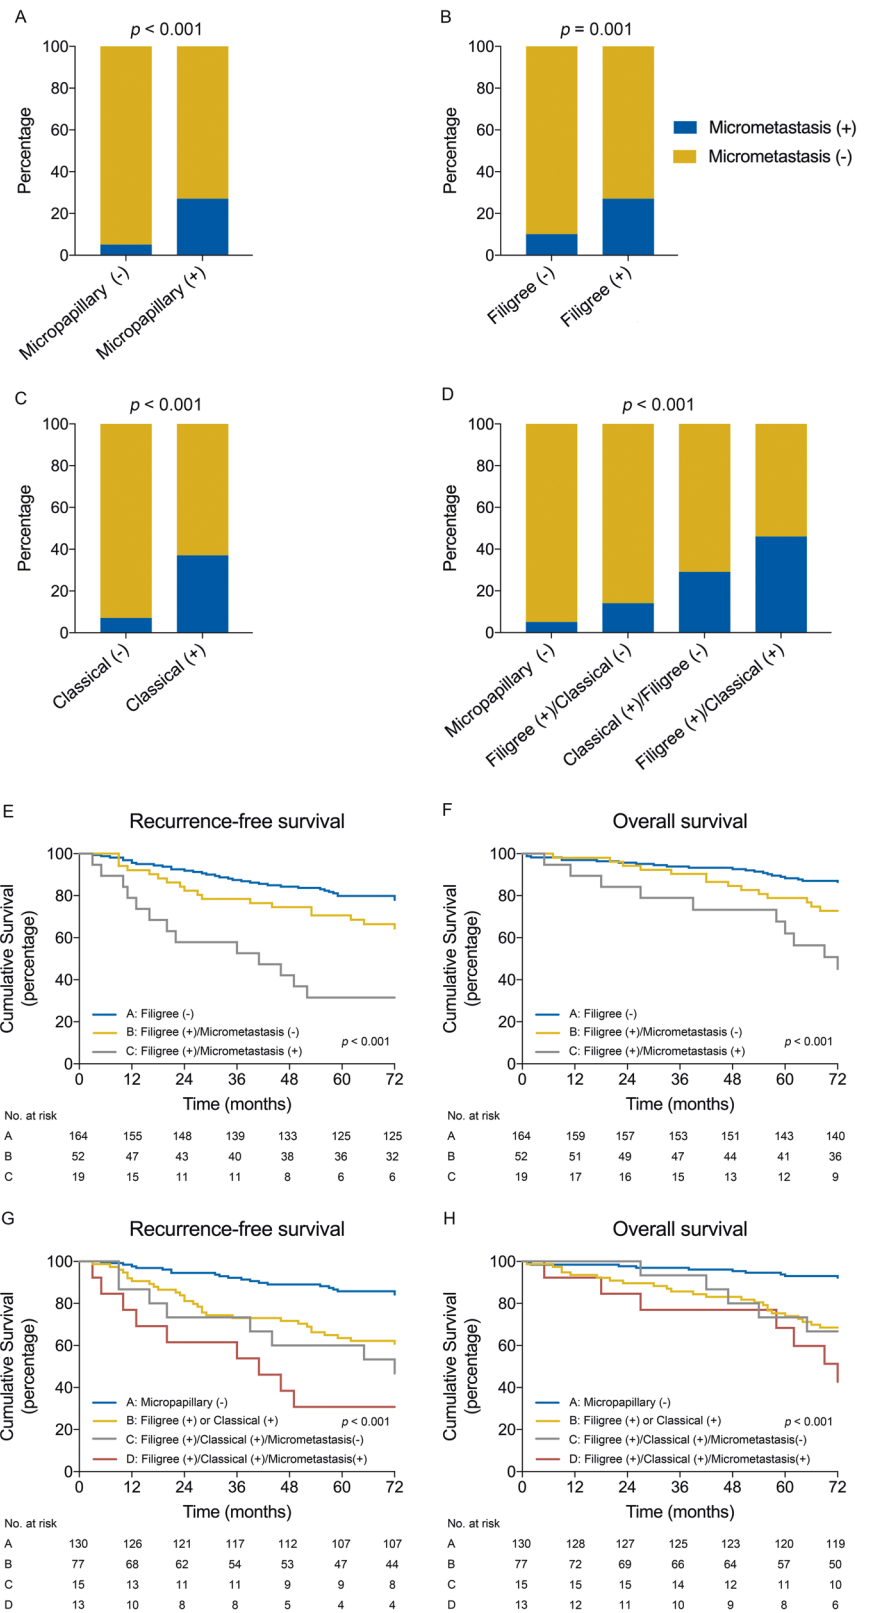 A
p < 0.001
100
80
60
40
20
0
Percentage
Micropapillary (-)
Micropapillary (+)
B
p = 0.001
100
80
60
40
20
0
Percentage
Filigree (-)
Filigree (+)
Micrometastasis (+)
Micrometastasis (-)
C
p < 0.001
100
80
60
40
20
0
Percentage
Classical (-)
Classical (+)
D
p < 0.001
100
80
60
40
20
0
Percentage
Micropapillary (-)
Filigree (+)/Classical (-)
Classical (+)/Filigree (-)
Filigree (+)/Classical (+)
E
Recurrence-free survival
100
80
60
40
20
0
Cumulative Survival
(percentage)
A: Filigree (-)
B: Filigree (+)/Micrometastasis (-)
C: Filigree (+)/Micrometastasis (+)
p < 0.001
0 12 24 36 48 60 72
Time (months)
No. at risk
A 164 155 148 139 133 125 125
B 52 47 43 40 38 36 32
C 19 15 11 11 8 6 6
F
Overall survival
100
80
60
40
20
0
Cumulative Survival
(percentage)
A: Filigree (-)
B: Filigree (+)/Micrometastasis (-)
C: Filigree (+)/Micrometastasis (+)
p < 0.001
0 12 24 36 48 60 72
Time (months)
No. at risk
A 164 159 157 153 151 143 140
B 52 51 49 47 44 41 36
C 19 17 16 15 13 12 9
G
Recurrence-free survival
100
80
60
40
20
0
Cumulative Survival
(percentage)
A: Micropapillary (-)
B: Filigree (+) or Classical (+)
C: Filigree (+)/Classical (+)/Micrometastasis(-)
D: Filigree (+)/Classical (+)/Micrometastasis(+)
p < 0.001
0 12 24 36 48 60 72
Time (months)
No. at risk
A 130 126 121 117 112 107 107
B 77 68 62 54 53 47 44
C 15 13 11 11 9 9 8
D 13 10 8 8 5 4 4
H
Overall survival
100
80
60
40
20
0
Cumulative Survival
(percentage)
A: Micropapillary (-)
B: Filigree (+) or Classical (+)
C: Filigree (+)/Classical (+)/Micrometastasis(-)
D: Filigree (+)/Classical (+)/Micrometastasis(+)
p < 0.001
0 12 24 36 48 60 72
Time (months)
No. at risk
A 130 128 127 125 123 120 119
B 77 72 69 66 64 57 50
C 15 15 15 14 12 11 10
D 13 12 11 10 9 8 6